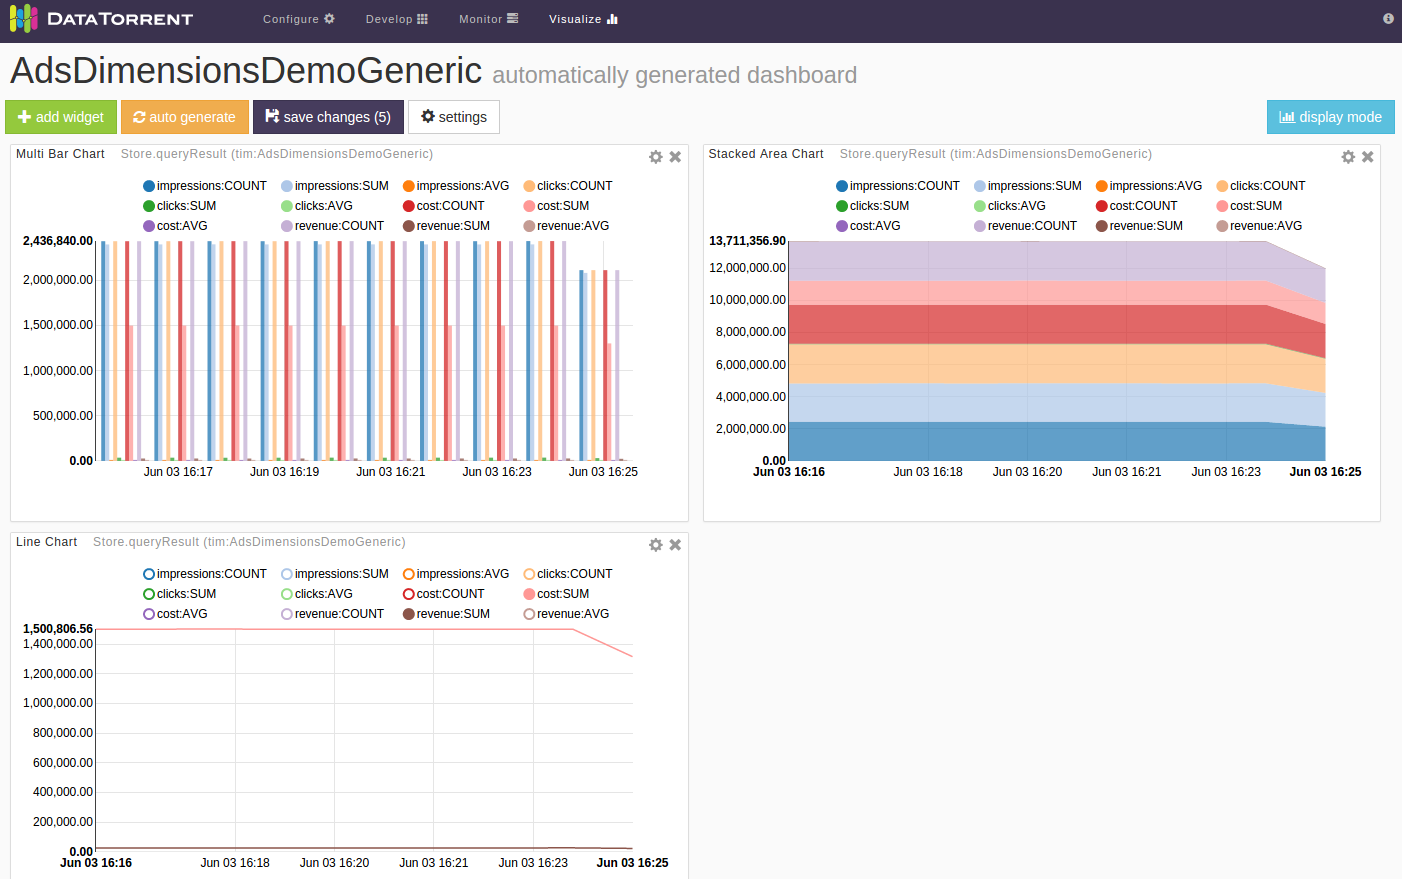 DATATORRENT Configure Develop Monitor Visualize
AdsDimensionsDemoGeneric automatically generated dashboard
add widget auto generate save changes (5) settings display mode
Multi Bar Chart Store.queryResult (tim:AdsDimensionsDemoGeneric)
impressions:COUNT impressions:SUM impressions:AVG clicks:COUNT
clicks:SUM clicks:AVG cost:COUNT cost:SUM
cost:AVG revenue:COUNT revenue:SUM revenue:AVG
2,436,840.00
2,000,000.00
1,500,000.00
1,000,000.00
500,000.00
0.00
Jun 03 16:17 Jun 03 16:19 Jun 03 16:21 Jun 03 16:23 Jun 03 16:25
Stacked Area Chart Store.queryResult (tim:AdsDimensionsDemoGeneric)
impressions:COUNT impressions:SUM impressions:AVG clicks:COUNT
clicks:SUM clicks:AVG cost:COUNT cost:SUM
cost:AVG revenue:COUNT revenue:SUM revenue:AVG
13,711,356.90
12,000,000.00
10,000,000.00
8,000,000.00
6,000,000.00
4,000,000.00
2,000,000.00
0.00
Jun 03 16:16 Jun 03 16:18 Jun 03 16:20 Jun 03 16:21 Jun 03 16:23 Jun 03 16:25
Line Chart Store.queryResult (tim:AdsDimensionsDemoGeneric)
impressions:COUNT impressions:SUM impressions:AVG clicks:COUNT
clicks:SUM clicks:AVG cost:COUNT cost:SUM
cost:AVG revenue:COUNT revenue:SUM revenue:AVG
1,500,806.56
1,400,000.00
1,200,000.00
1,000,000.00
800,000.00
600,000.00
400,000.00
200,000.00
0.00
Jun 03 16:16 Jun 03 16:18 Jun 03 16:20 Jun 03 16:21 Jun 03 16:23 Jun 03 16:25